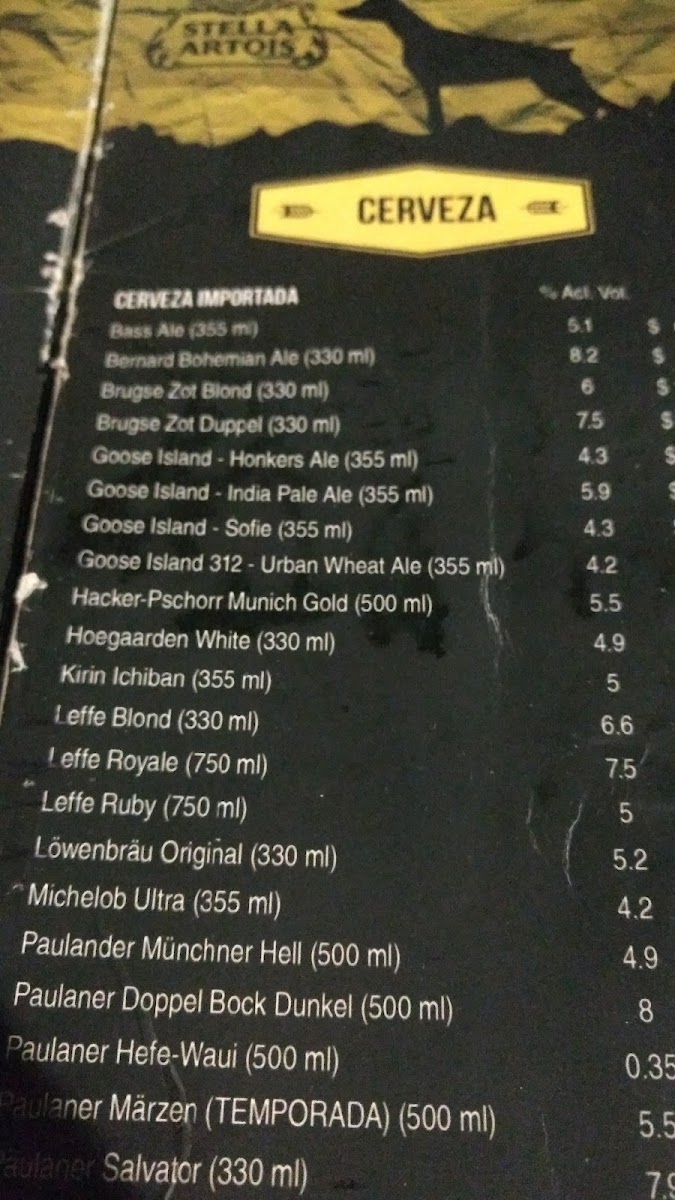 STELLA
ARTOIS
CERVEZA
CERVEZA IMPORTADA % Acl. Vol.
Bass Ale (355 ml) 5.1 $
Bernard Bohemian Ale (330 ml) 8.2 $
Brugse Zot Blond (330 ml) 6 $
Brugse Zot Duppel (330 ml) 7.5 $
Goose Island - Honkers Ale (355 ml) 4.3 $
Goose Island - India Pale Ale (355 ml) 5.9 $
Goose Island - Sofie (355 ml) 4.3
Goose Island 312 - Urban Wheat Ale (355 ml) 4.2
Hacker-Pschorr Munich Gold (500 ml) 5.5
Hoegaarden White (330 ml) 4.9
Kirin Ichiban (355 ml) 5
Leffe Blond (330 ml) 6.6
Leffe Royale (750 ml) 7.5
Leffe Ruby (750 ml) 5
Löwenbräu Original (330 ml) 5.2
Michelob Ultra (355 ml) 4.2
Paulander Münchner Hell (500 ml) 4.9
Paulaner Doppel Bock Dunkel (500 ml) 8
Paulaner Hefe-Waui (500 ml) 0.35
Paulaner Märzen (TEMPORADA) (500 ml) 5.5
Paulaner Salvator (330 ml) 7.9